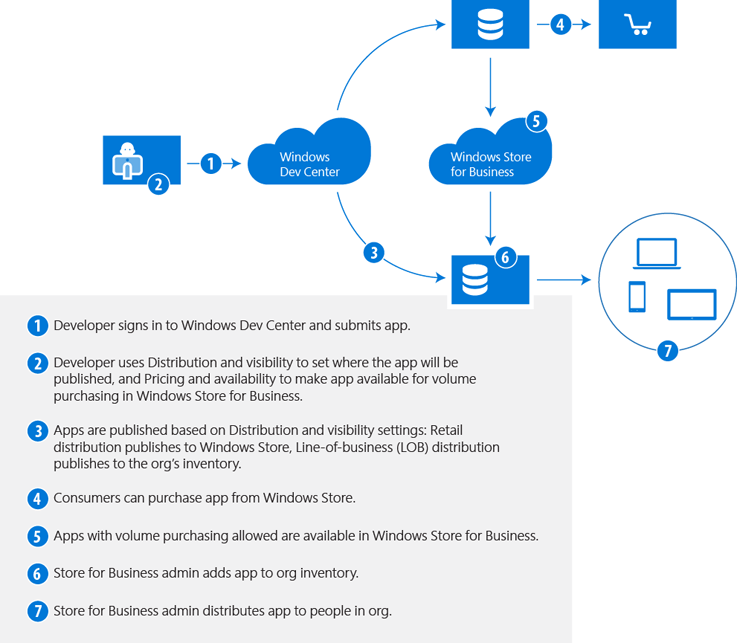 4
5
Windows
Dev Center
Windows Store
for Business
1
2
3
6
7
1 Developer signs in to Windows Dev Center and submits app.
2 Developer uses Distribution and visibility to set where the app will be
published, and Pricing and availability to make app available for volume
purchasing in Windows Store for Business.
3 Apps are published based on Distribution and visibility settings: Retail
distribution publishes to Windows Store, Line-of-business (LOB) distribution
publishes to the org’s inventory.
4 Consumers can purchase app from Windows Store.
5 Apps with volume purchasing allowed are available in Windows Store for Business.
6 Store for Business admin adds app to org inventory.
7 Store for Business admin distributes app to people in org.